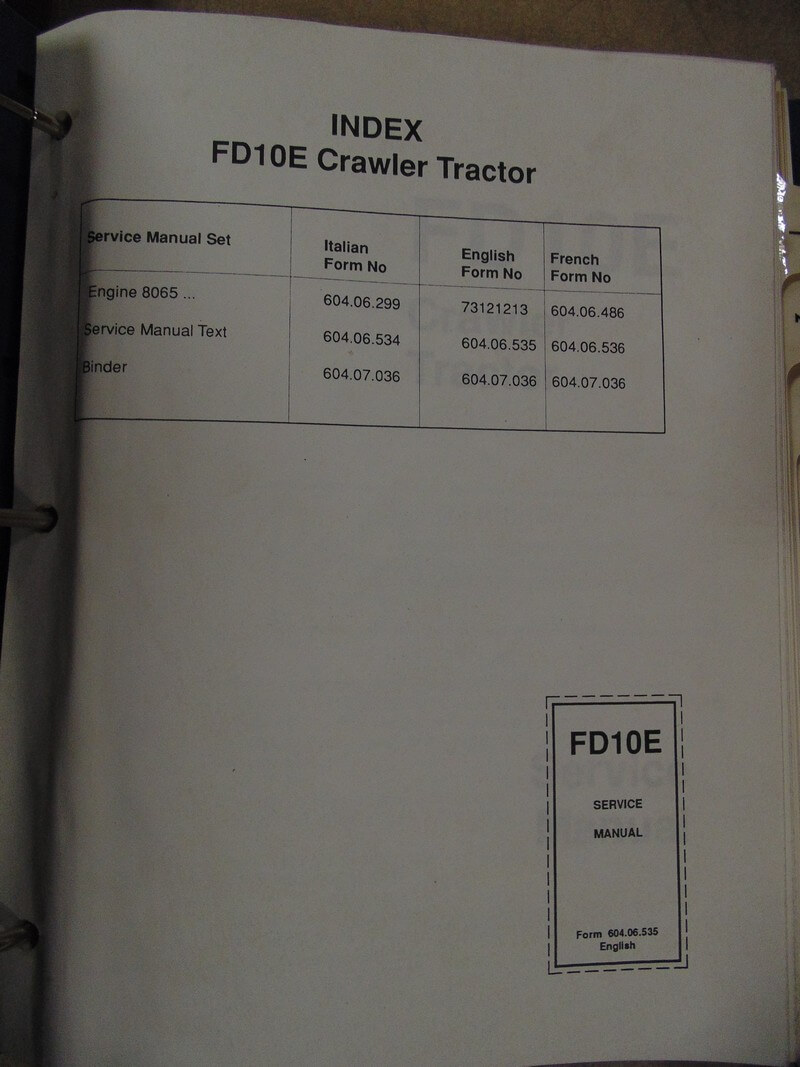 INDEX
FD10E Crawler Tractor
Service Manual Set
Italian
Form No
English
Form No
French
Form No
Engine 8065 ...
604.06.299
73121213
604.06.486
Service Manual Text
604.06.534
604.06.535
604.06.536
Binder
604.07.036
604.07.036
604.07.036
FD10E
SERVICE
MANUAL
Form 604.06.535
English